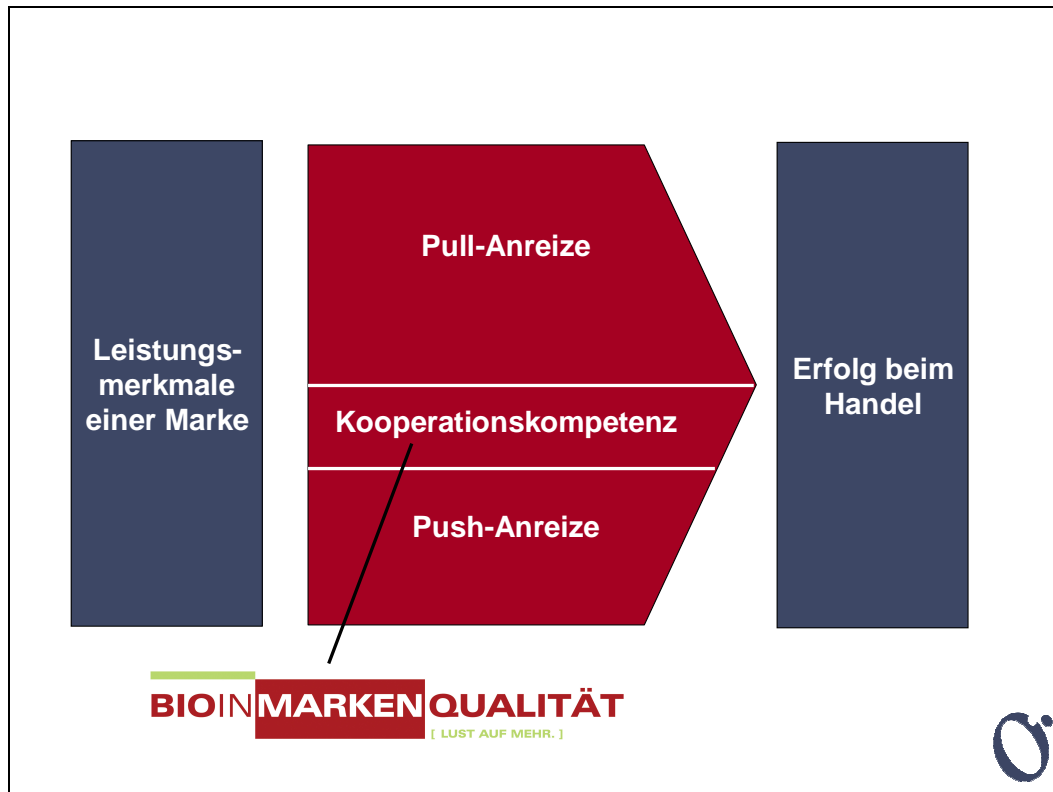 Leistungs-
merkmale
einer Marke
Pull-Anreize
Kooperationskompetenz
Push-Anreize
Erfolg beim
Handel
BIOINMARKENQUALITÄT
[ LUST AUF MEHR. ]